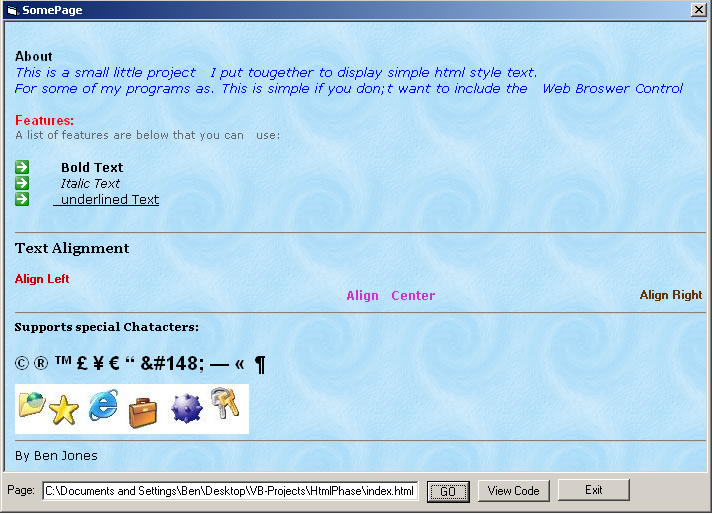 SomePage
About
This is a small little project   I put tougether to display simple html style text.
For some of my programs as. This is simple if you don;t want to include the   Web Broswer Control
Features:
A list of features are below that you can   use:
Bold Text
Italic Text
underlined Text
Text Alignment
Align Left
Align   Center
Align Right
Supports special Chatacters:
© ® ™ £ ¥ € “ &#148; — « ¶
By Ben Jones
Page: C:\Documents and Settings\Ben\Desktop\VB-Projects\HtmlPhase\index.html GO View Code Exit